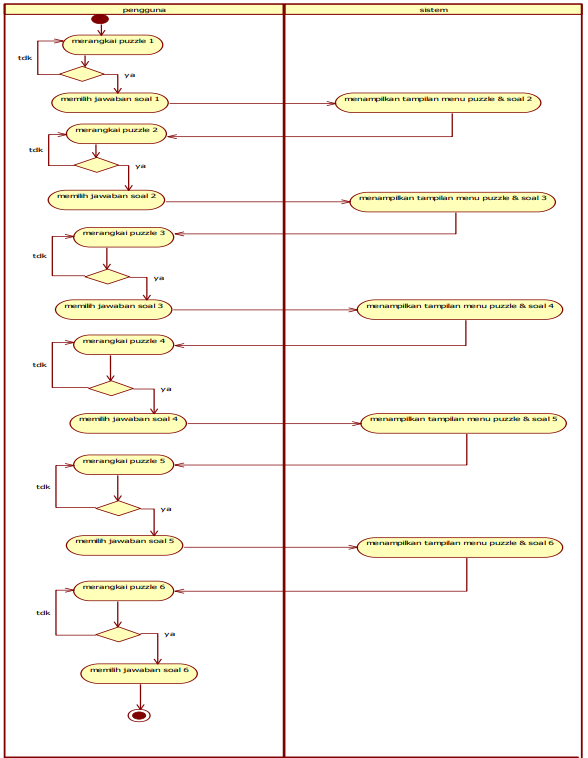 pengguna
sistem
merangkai puzzle 1
tdk
ya
memilih jawaban soal 1
menampilkan tampilan menu puzzle & soal 2
merangkai puzzle 2
tdk
ya
memilih jawaban soal 2
menampilkan tampilan menu puzzle & soal 3
merangkai puzzle 3
tdk
ya
memilih jawaban soal 3
menampilkan tampilan menu puzzle & soal 4
merangkai puzzle 4
tdk
ya
memilih jawaban soal 4
menampilkan tampilan menu puzzle & soal 5
merangkai puzzle 5
tdk
ya
memilih jawaban soal 5
menampilkan tampilan menu puzzle & soal 6
merangkai puzzle 6
tdk
ya
memilih jawaban soal 6